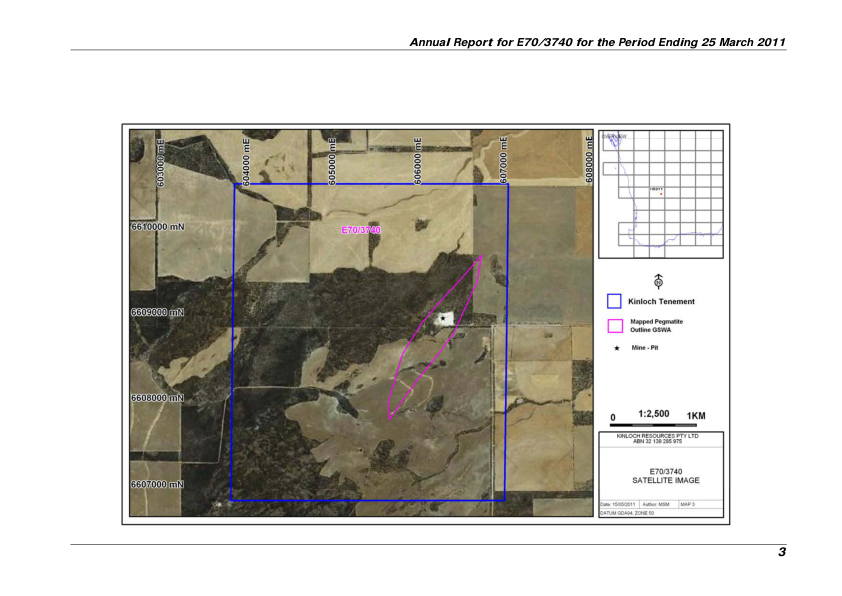 Annual Report for E70/3740 for the Period Ending 25 March 2011
603000 mE
604000 mE
605000 mE
606000 mE
607000 mE
608000 mE
6610000 mN
6609000 mN
6608000 mN
6607000 mN
E70/3740
OVERVIEW
Kinloch Tenement
Mapped Pegmatite
Outline GSWA
Mine - Pit
1:2,500
0 1KM
KINLOCH RESOURCES PTY LTD
ABN 32 139 285 975
E70/3740
SATELLITE IMAGE
Date: 15/05/2011 Author: MSM MAP 3
DATUM GDA94, ZONE 50
3